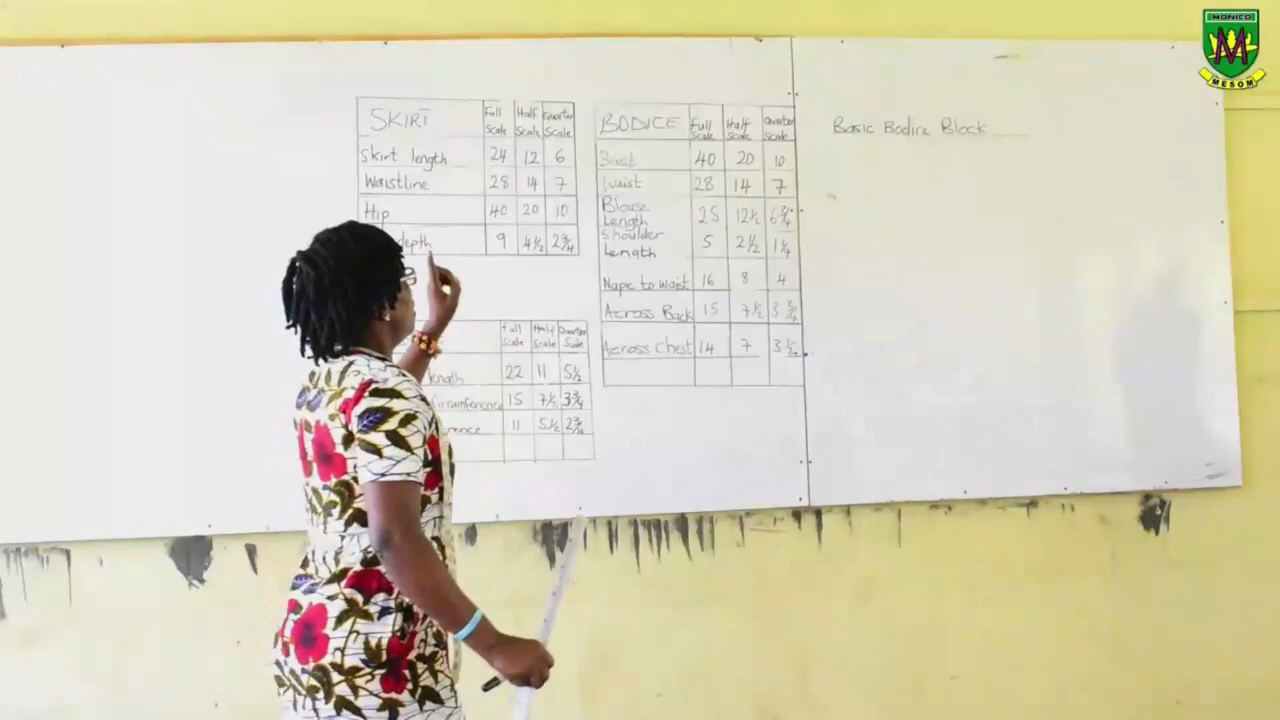 MONICO
M
MESOM
SKIRT Full Scale Half Scale Quarter Scale
Skirt length 24 12 6
Waistline 28 14 7
Hip 40 20 10
depth 9 4½ 2¾
Full Scale Half Scale Quarter Scale
22 11 5½
Circumference 15 7½ 3¾
11 5½ 2¾
BODICE Full Scale Half Scale Quarter Scale
Bust 40 20 10
Waist 28 14 7
Blouse Length 25 12½ 6¾
Shoulder Length 5 2½ 1¼
Nape to Waist 16 8 4
Across Back 15 7½ 3¾
Across Chest 14 7 3½
Basic Bodice Block